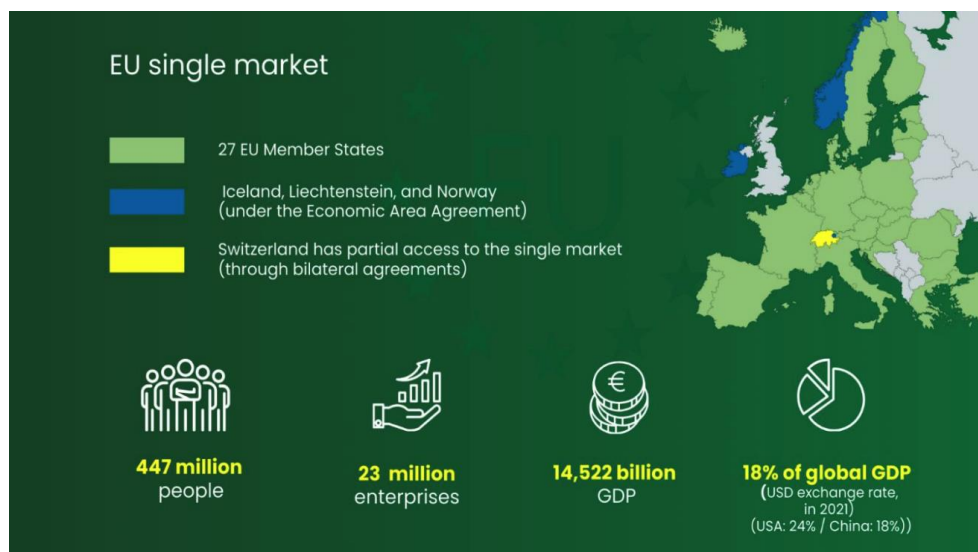 EU single market
27 EU Member States
Iceland, Liechtenstein, and Norway
(under the Economic Area Agreement)
Switzerland has partial access to the single market
(through bilateral agreements)
447 million
people
23 million
enterprises
14,522 billion
GDP
18% of global GDP
(USD exchange rate,
in 2021)
(USA: 24% / China: 18%))